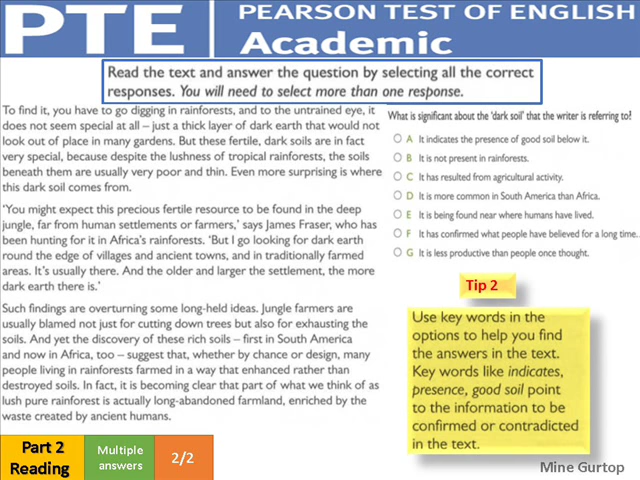 PTE
PEARSON TEST OF ENGLISH
Academic
Read the text and answer the question by selecting all the correct
responses. You will need to select more than one response.
To find it, you have to go digging in rainforests, and to the untrained eye, it
does not seem special at all – just a thick layer of dark earth that would not
look out of place in many gardens. But these fertile, dark soils are in fact
very special, because despite the lushness of tropical rainforests, the soils
beneath them are usually very poor and thin. Even more surprising is where
this dark soil comes from.
'You might expect this precious fertile resource to be found in the deep
jungle, far from human settlements or farmers,' says James Fraser, who has
been hunting for it in Africa's rainforests. 'But I go looking for dark earth
round the edge of villages and ancient towns, and in traditionally farmed
areas. It's usually there. And the older and larger the settlement, the more
dark earth there is.'
Such findings are overturning some long-held ideas. Jungle farmers are
usually blamed not just for cutting down trees but also for exhausting the
soils. And yet the discovery of these rich soils – first in South America
and now in Africa, too – suggest that, whether by chance or design, many
people living in rainforests farmed in a way that enhanced rather than
destroyed soils. In fact, it is becoming clear that part of what we think of as
lush pure rainforest is actually long-abandoned farmland, enriched by the
waste created by ancient humans.
What is significant about the 'dark soil' that the writer is referring to?
A It indicates the presence of good soil below it.
B It is not present in rainforests.
C It has resulted from agricultural activity.
D It is more common in South America than Africa.
E It is being found near where humans have lived.
F It has confirmed what people have believed for a long time.
G It is less productive than people once thought.
Tip 2
Use key words in the
options to help you find
the answers in the text.
Key words like indicates,
presence, good soil point
to the information to be
confirmed or contradicted
in the text.
Part 2
Reading
Multiple
answers
2/2
Mine Gurtop